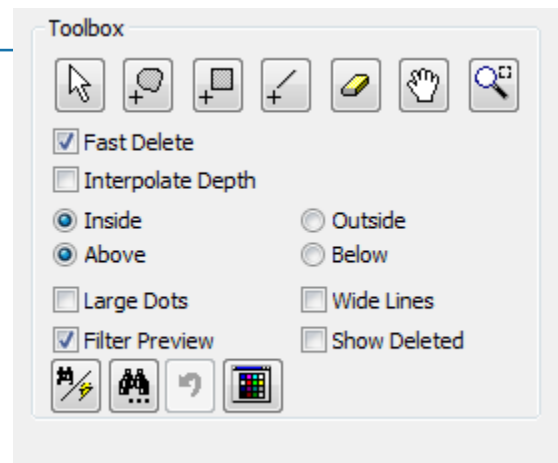 Toolbox
Fast Delete
Interpolate Depth
Inside Outside
Above Below
Large Dots Wide Lines
Filter Preview Show Deleted